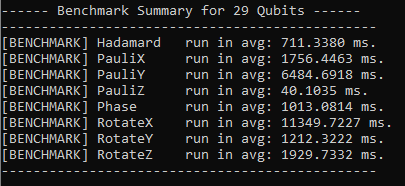 ------ Benchmark Summary for 29 Qubits ------
---------------------------------------------
[BENCHMARK] Hadamard   run in avg: 711.3380 ms.
[BENCHMARK] PauliX     run in avg: 1756.4463 ms.
[BENCHMARK] PauliY     run in avg: 6484.6918 ms.
[BENCHMARK] PauliZ     run in avg: 40.1035 ms.
[BENCHMARK] Phase      run in avg: 1013.0814 ms.
[BENCHMARK] RotateX    run in avg: 11349.7227 ms.
[BENCHMARK] RotateY    run in avg: 1212.3222 ms.
[BENCHMARK] RotateZ    run in avg: 1929.7332 ms.
---------------------------------------------